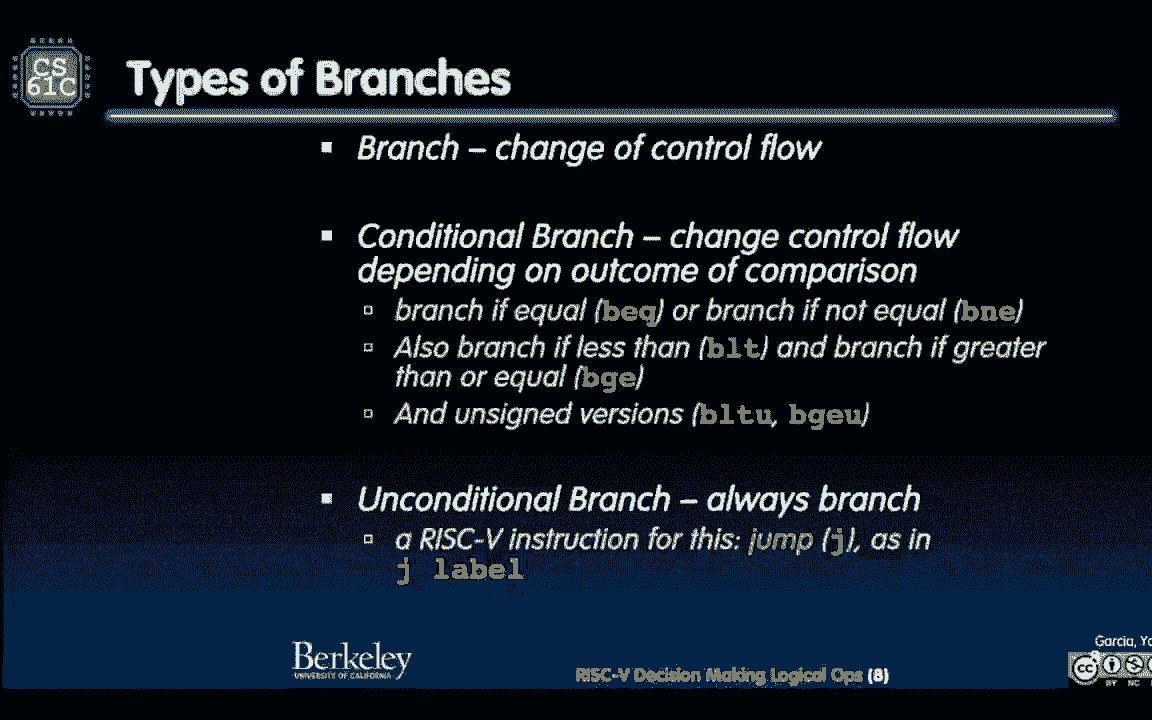 CS
61C
Types of Branches
▪ Branch – change of control flow
▪ Conditional Branch – change control flow
depending on outcome of comparison
▫ branch if equal (beq) or branch if not equal (bne)
▫ Also branch if less than (blt) and branch if greater
than or equal (bge)
▫ And unsigned versions (bltu, bgeu)
▪ Unconditional Branch – always branch
▫ a RISC-V instruction for this: jump (j), as in
j label
Berkeley
UNIVERSITY OF CALIFORNIA
RISC-V Decision Making Logical Ops (8)
Garcia,
cc
BY NC